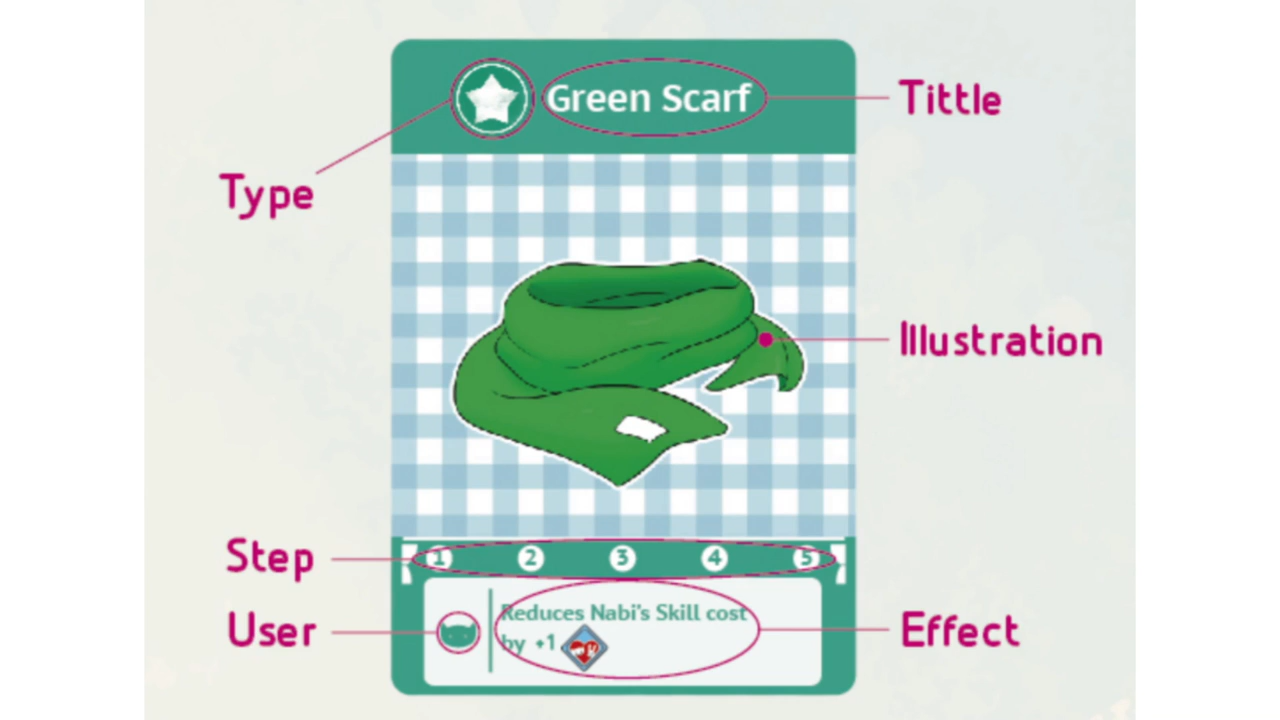 Green Scarf
Tittle
Type
Illustration
Step
1 2 3 4 5
User
Reduces Nabi's Skill cost
by +1
Effect